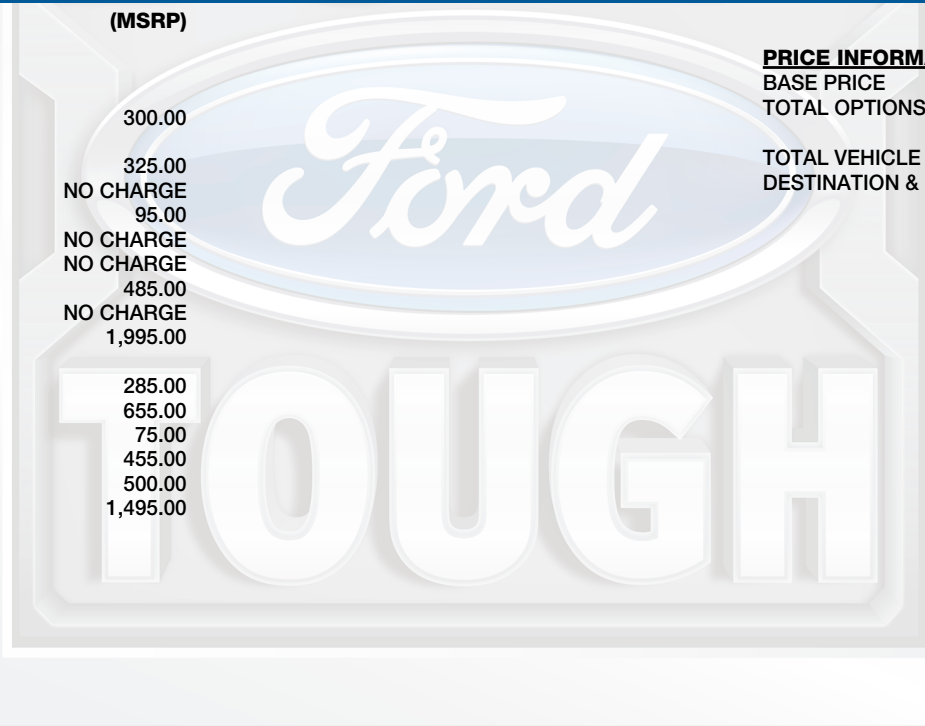 (MSRP)
300.00
325.00
NO CHARGE
95.00
NO CHARGE
NO CHARGE
485.00
NO CHARGE
1,995.00
285.00
655.00
75.00
455.00
500.00
1,495.00
PRICE INFORM
BASE PRICE
TOTAL OPTIONS
TOTAL VEHICLE
DESTINATION &
Ford
TOUGH